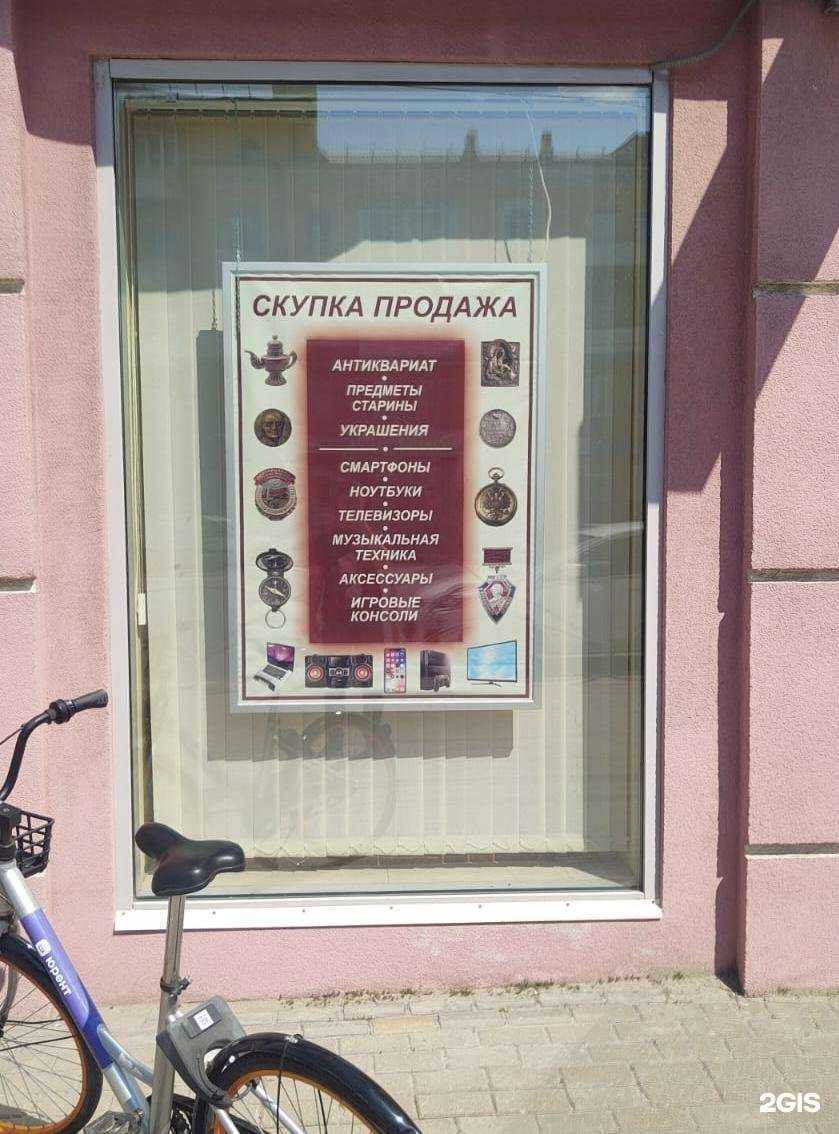 СКУПКА ПРОДАЖА
АНТИКВАРИАТ
ПРЕДМЕТЫ
СТАРИНЫ
УКРАШЕНИЯ
СМАРТФОНЫ
НОУТБУКИ
ТЕЛЕВИЗОРЫ
МУЗЫКАЛЬНАЯ
ТЕХНИКА
АКСЕССУАРЫ
ИГРОВЫЕ
КОНСОЛИ
юрент
2GIS